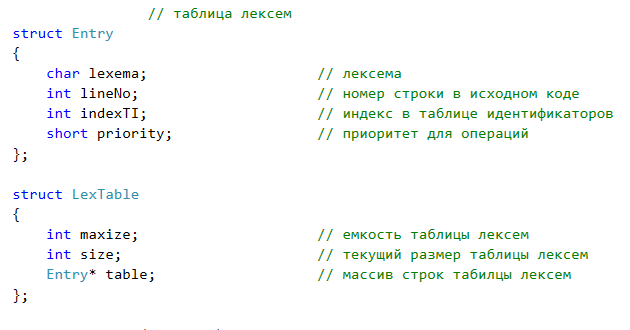 // таблица лексем
struct Entry
{
char lexema; // лексема
int lineNo; // номер строки в исходном коде
int indexTI; // индекс в таблице идентификаторов
short priority; // приоритет для операций
};
struct LexTable
{
int maxize; // емкость таблицы лексем
int size; // текущий размер таблицы лексем
Entry* table; // массив строк табилцы лексем
};